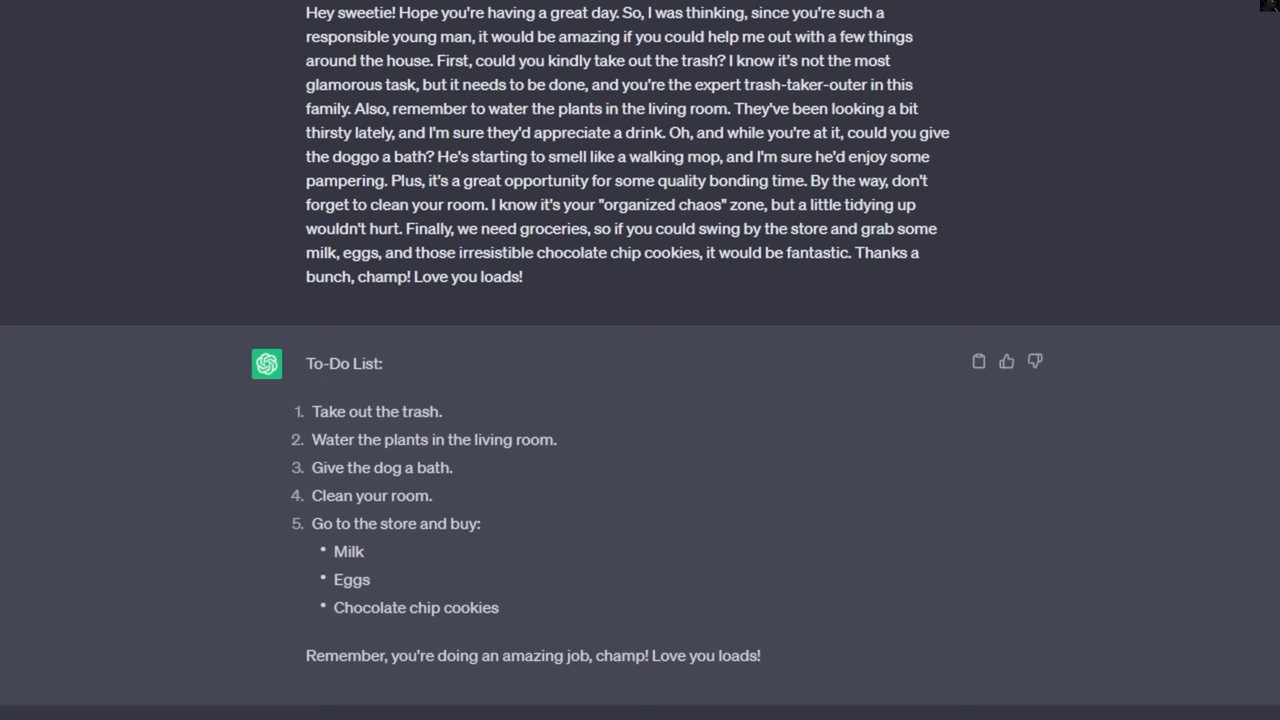 Hey sweetie! Hope you're having a great day. So, I was thinking, since you're such a
responsible young man, it would be amazing if you could help me out with a few things
around the house. First, could you kindly take out the trash? I know it's not the most
glamorous task, but it needs to be done, and you're the expert trash-taker-outer in this
family. Also, remember to water the plants in the living room. They've been looking a bit
thirsty lately, and I'm sure they'd appreciate a drink. Oh, and while you're at it, could you give
the doggo a bath? He's starting to smell like a walking mop, and I'm sure he'd enjoy some
pampering. Plus, it's a great opportunity for some quality bonding time. By the way, don't
forget to clean your room. I know it's your "organized chaos" zone, but a little tidying up
wouldn't hurt. Finally, we need groceries, so if you could swing by the store and grab some
milk, eggs, and those irresistible chocolate chip cookies, it would be fantastic. Thanks a
bunch, champ! Love you loads!
To-Do List:
1. Take out the trash.
2. Water the plants in the living room.
3. Give the dog a bath.
4. Clean your room.
5. Go to the store and buy:
• Milk
• Eggs
• Chocolate chip cookies
Remember, you're doing an amazing job, champ! Love you loads!